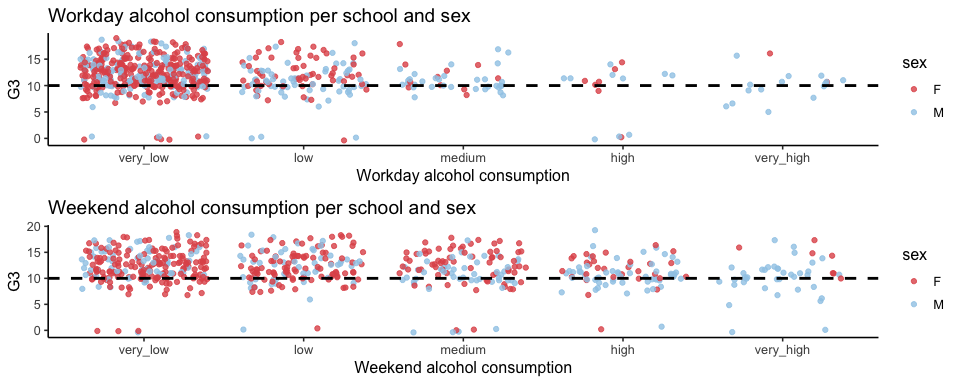 Workday alcohol consumption per school and sex
15
10
5
0
G3
very_low low medium high very_high
Workday alcohol consumption
sex
F
M
Weekend alcohol consumption per school and sex
20
15
10
5
0
G3
very_low low medium high very_high
Weekend alcohol consumption
sex
F
M